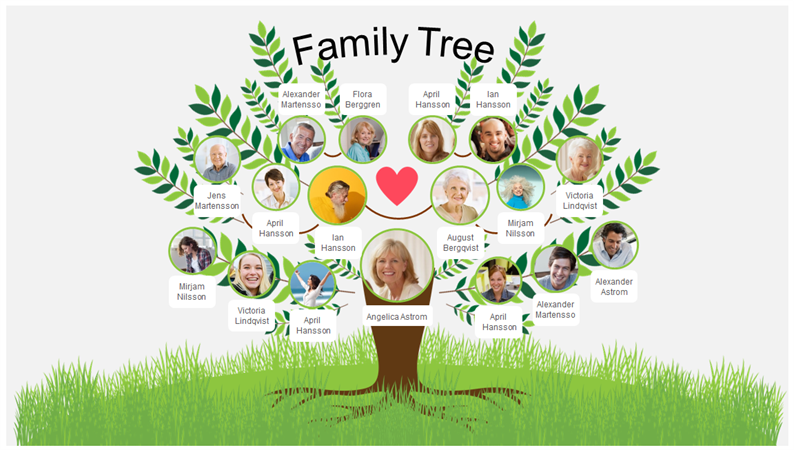 Family Tree
Alexander
Martensso
Flora
Berggren
April
Hansson
Ian
Hansson
Jens
Martensson
April
Hansson
Ian
Hansson
August
Bergqvist
Mirjam
Nilsson
Victoria
Lindqvist
Mirjam
Nilsson
Victoria
Lindqvist
April
Hansson
Angelica Astrom
April
Hansson
Alexander
Martensso
Alexander
Astrom